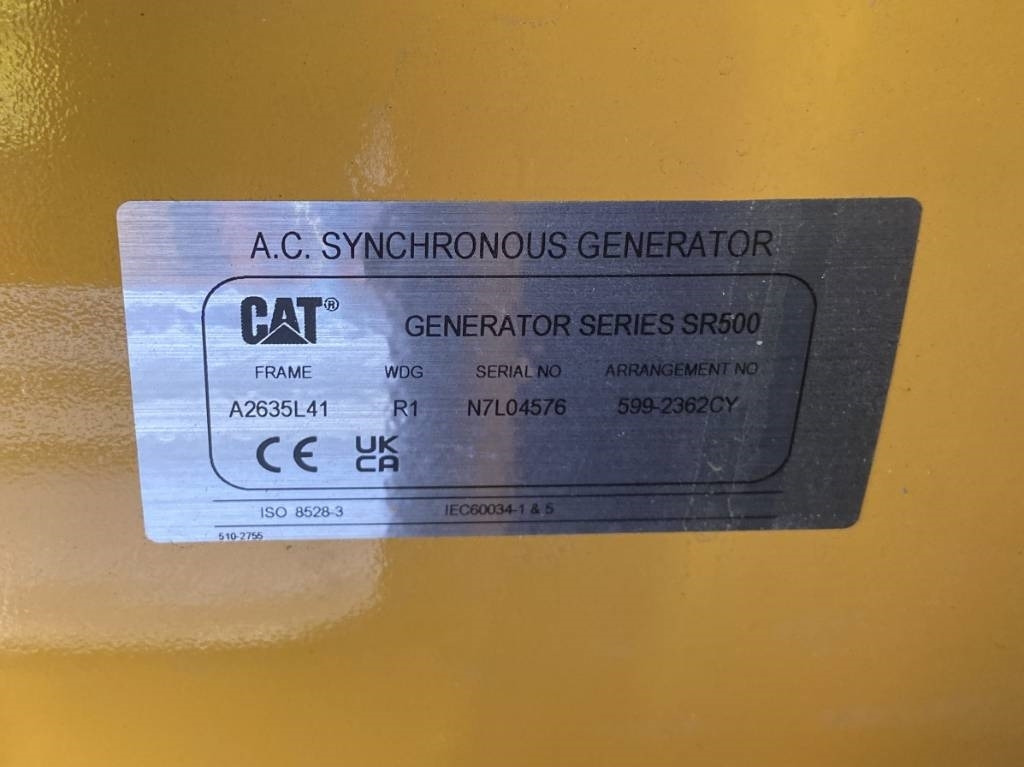 A.C. SYNCHRONOUS GENERATOR
CAT® GENERATOR SERIES SR500
FRAME WDG SERIAL NO ARRANGEMENT NO
A2635L41 R1 N7L04576 599-2362CY
CE UK
CA
ISO 8528-3 IEC60034-1 & 5
510-2755